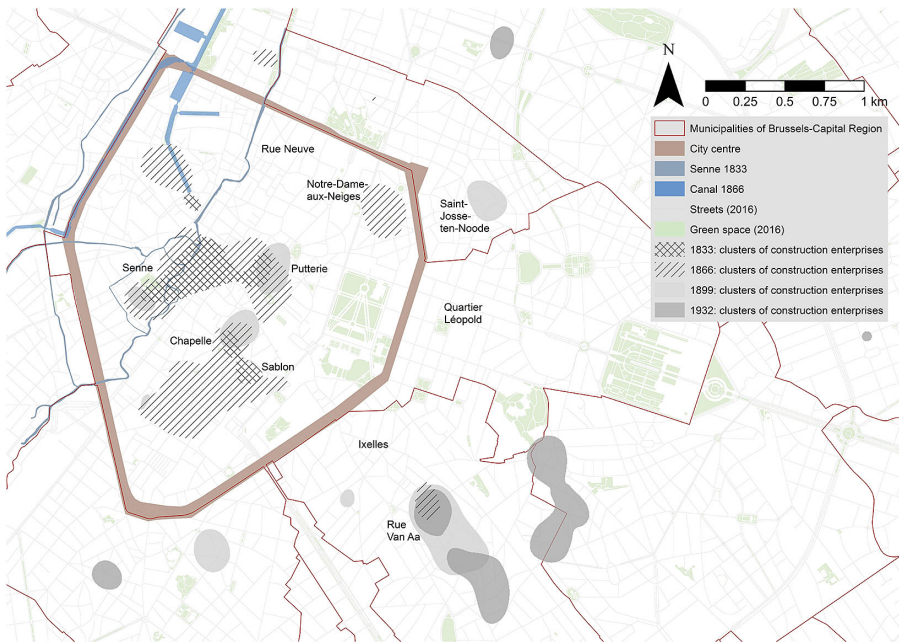 N
0 0.25 0.5 0.75 1 km
Municipalities of Brussels-Capital Region
City centre
Senne 1833
Canal 1866
Streets (2016)
Green space (2016)
1833: clusters of construction enterprises
1866: clusters of construction enterprises
1899: clusters of construction enterprises
1932: clusters of construction enterprises
Rue Neuve
Notre-Dame-
aux-Neiges
Saint-
Josse-
ten-Noode
Senne
Putterie
Quartier
Léopold
Chapelle
Sablon
Ixelles
Rue
Van Aa